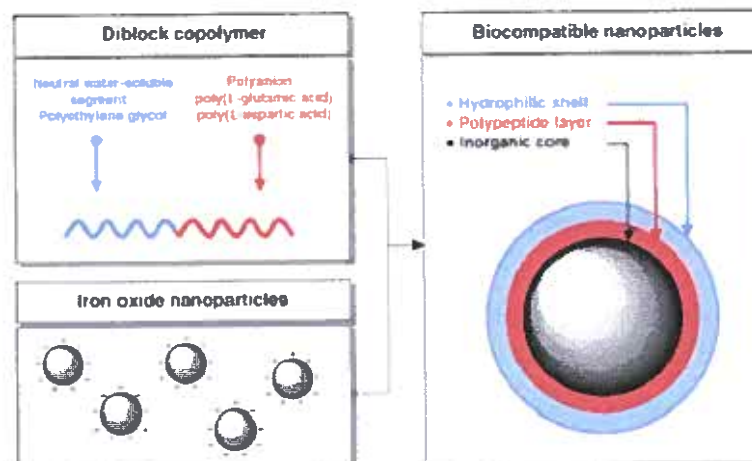 Diblock copolymer
Neutral water-soluble
segment
Polyethylene glycol
Polyanion
poly(L-glutamic acid)
poly(L-aspartic acid)
Iron oxide nanoparticles
Biocompatible nanoparticles
• Hydrophilic shell
• Polypeptide layer
• Inorganic core